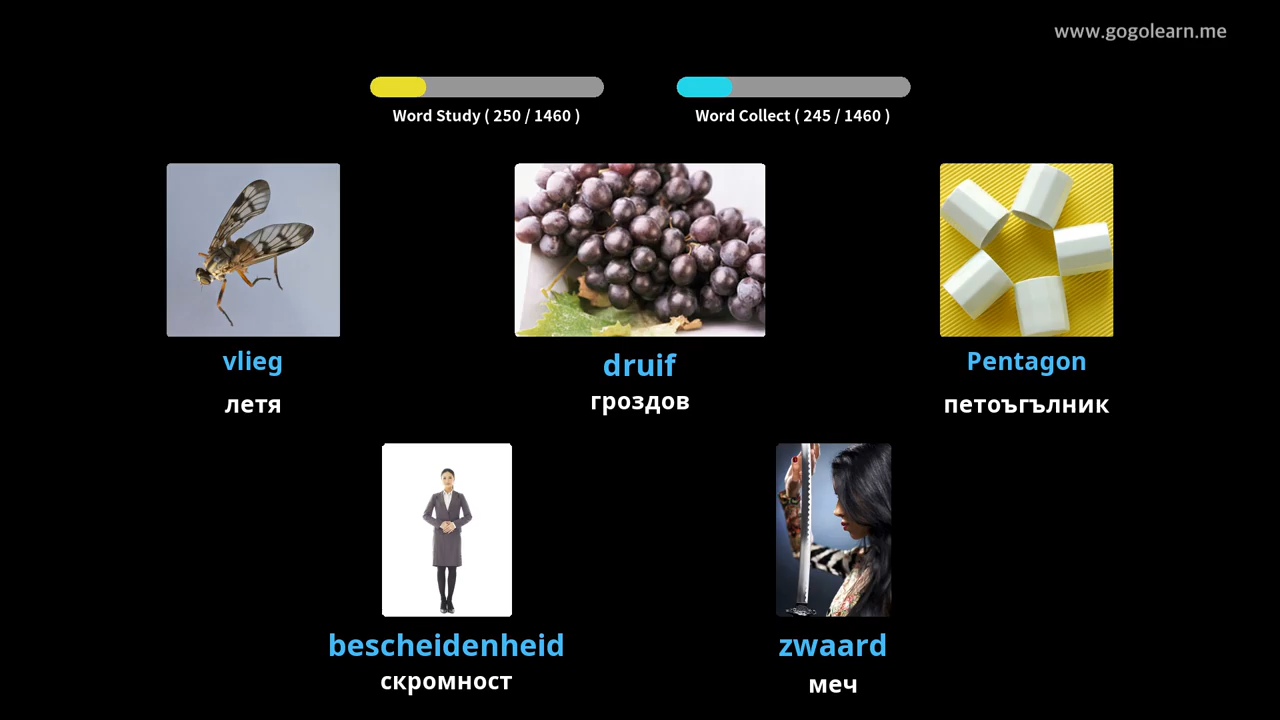 www.gogolearn.me
Word Study ( 250 / 1460 )
Word Collect ( 245 / 1460 )
vlieg
летя
druif
гроздов
Pentagon
петоъгълник
bescheidenheid
скромност
zwaard
меч